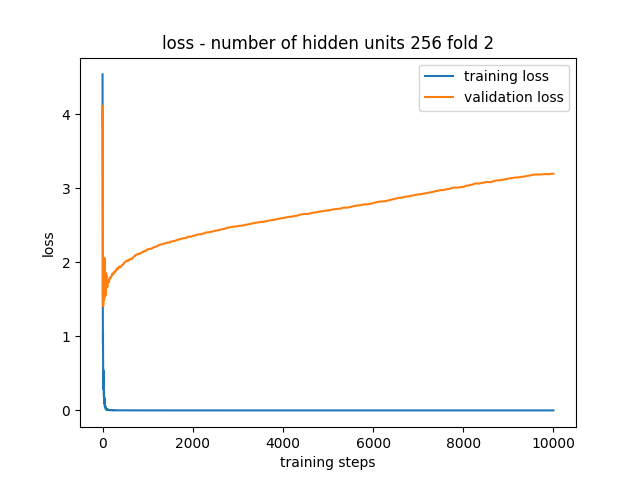 loss - number of hidden units 256 fold 2
training loss
validation loss
4
3
2
1
0
loss
0
2000
4000
6000
8000
10000
training steps